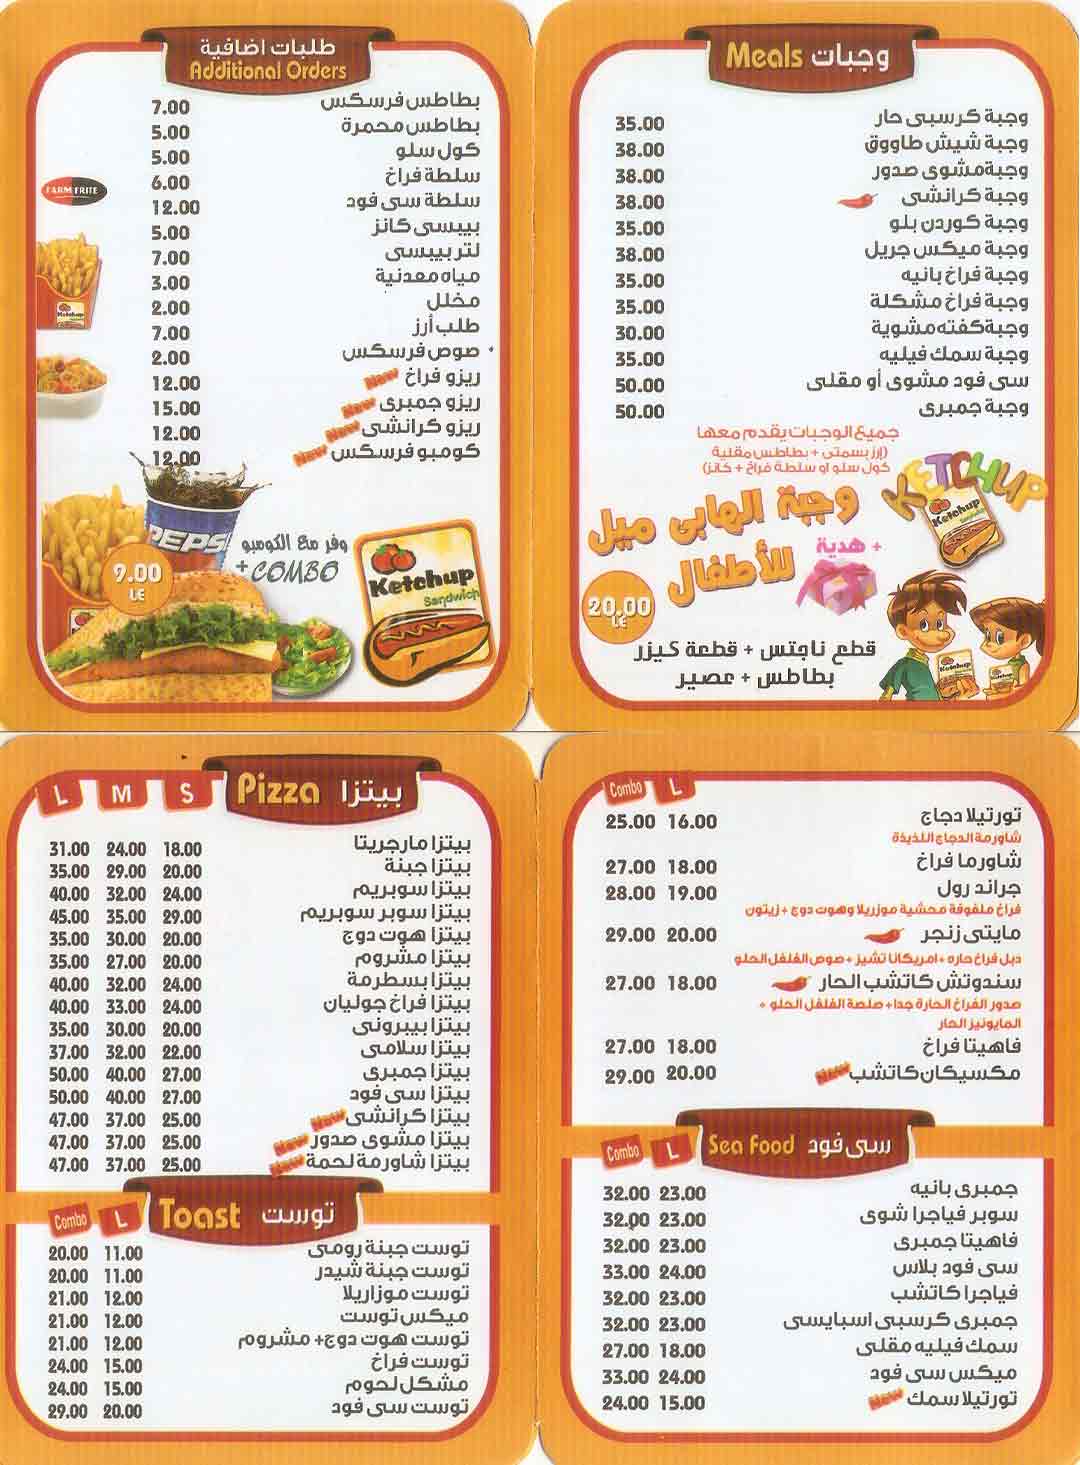 طلبات اضافية
Additional Orders
بطاطس فرسكس 7.00
بطاطس محمرة 5.00
كول سلو 5.00
سلطة فراخ 6.00
سلطة سى فود 12.00
بيبسى كانز 5.00
لتر بيبسى 7.00
مياه معدنية 3.00
مخلل 2.00
طلب أرز 7.00
صوص فرسكس 2.00
ريزو فراخ New 12.00
ريزو جمبرى New 15.00
ريزو كرانشى New 12.00
كومبو فرسكس New 12.00
FARM FRITE
Ketchup
PEPSI
وفر مع الكومبو
+ COMBO
9.00
LE
Ketchup
Sandwich
وجبات Meals
وجبة كرسبى حار 35.00
وجبة شيش طاووق 38.00
وجبة مشوى صدور 38.00
وجبة كرانشى 38.00
وجبة كوردن بلو 35.00
وجبة ميكس جريل 38.00
وجبة فراخ بانيه 35.00
وجبة فراخ مشكلة 35.00
وجبة كفته مشوية 30.00
وجبة سمك فيليه 35.00
سى فود مشوى أو مقلى 50.00
وجبة جمبرى 50.00
جميع الوجبات يقدم معها
(ارز بسمتى + بطاطس مقلية
كول سلو او سلطة فراخ + كانز)
KETCHUP
Ketchup
Sandwich
وجبة الهابى ميل
للأطفال
+ هدية
20.00
LE
قطع ناجتس + قطعة كيزر
بطاطس + عصير
Ketchup
Ketchup
بيتزا Pizza
S M L
بيتزا مارجريتا 18.00 24.00 31.00
بيتزا جبنة 20.00 29.00 35.00
بيتزا سوبريم 24.00 32.00 40.00
بيتزا سوبر سوبريم 29.00 35.00 45.00
بيتزا هوت دوج 20.00 30.00 35.00
بيتزا مشروم 20.00 27.00 35.00
بيتزا بسطرمة 24.00 32.00 40.00
بيتزا فراخ جوليان 24.00 33.00 40.00
بيتزا بيبرونى 20.00 30.00 35.00
بيتزا سلامى 22.00 32.00 37.00
بيتزا جمبرى 27.00 40.00 50.00
بيتزا سى فود 27.00 40.00 50.00
بيتزا كرانشى New 25.00 37.00 47.00
بيتزا مشوى صدور New 25.00 37.00 47.00
بيتزا شاورمة لحمة New 25.00 37.00 47.00
توست Toast
L Combo
توست جبنة رومى 11.00 20.00
توست جبنة شيدر 11.00 20.00
توست موزاريلا 12.00 21.00
ميكس توست 12.00 21.00
توست هوت دوج+ مشروم 12.00 21.00
توست فراخ 15.00 24.00
مشكل لحوم 15.00 24.00
توست سى فود 20.00 29.00
L Combo
تورتيلا دجاج 16.00 25.00
شاورمة الدجاج اللذيذة
شاورما فراخ 18.00 27.00
جراند رول 19.00 28.00
فراخ ملفوفة محشية موزريلا وهوت دوج + زيتون
مايتى زنجر 20.00 29.00
دبل فراخ حاره + امريكانا تشيز + صوص الفلفل الحلو
سندوتش كاتشب الحار 18.00 27.00
صدور الفراخ الحارة جدا+ صلصة الفلفل الحلو +
المايونيز الحار
فاهيتا فراخ 18.00 27.00
مكسيكان كاتشب New 20.00 29.00
سى فود Sea Food
L Combo
جمبرى بانيه 23.00 32.00
سوبر فياجرا شوى 23.00 32.00
فاهيتا جمبرى 23.00 32.00
سى فود بلاس 24.00 33.00
فياجرا كاتشب 23.00 32.00
جمبرى كرسبى اسبايسى 23.00 32.00
سمك فيليه مقلى 18.00 27.00
ميكس سى فود 24.00 33.00
تورتيلا سمك New 15.00 24.00